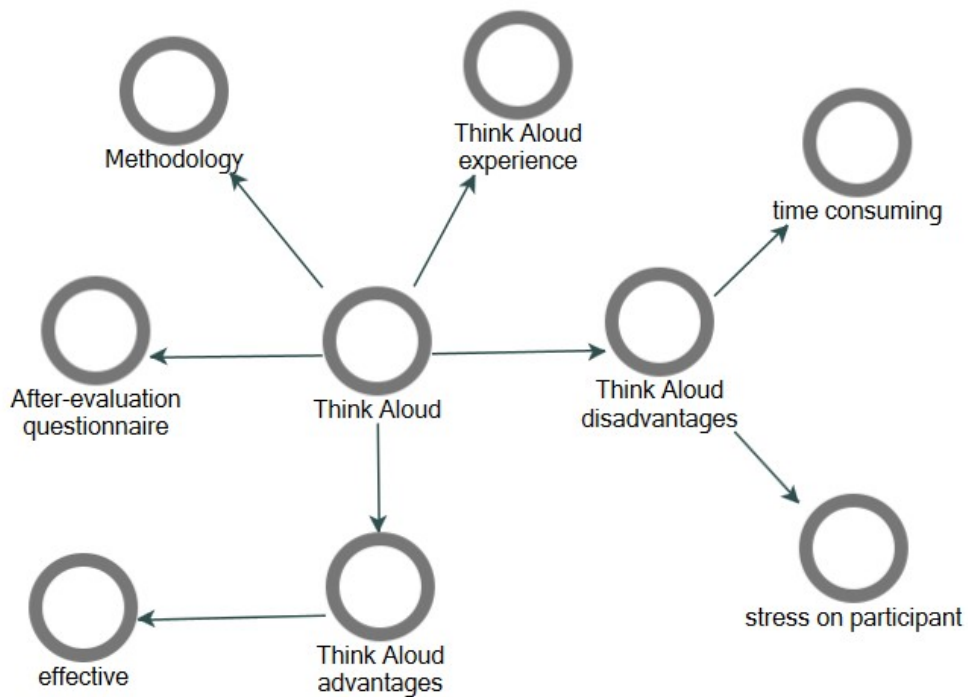 Think Aloud
experience
Methodology
time consuming
After-evaluation
questionnaire
Think Aloud
Think Aloud
disadvantages
stress on participant
effective
Think Aloud
advantages